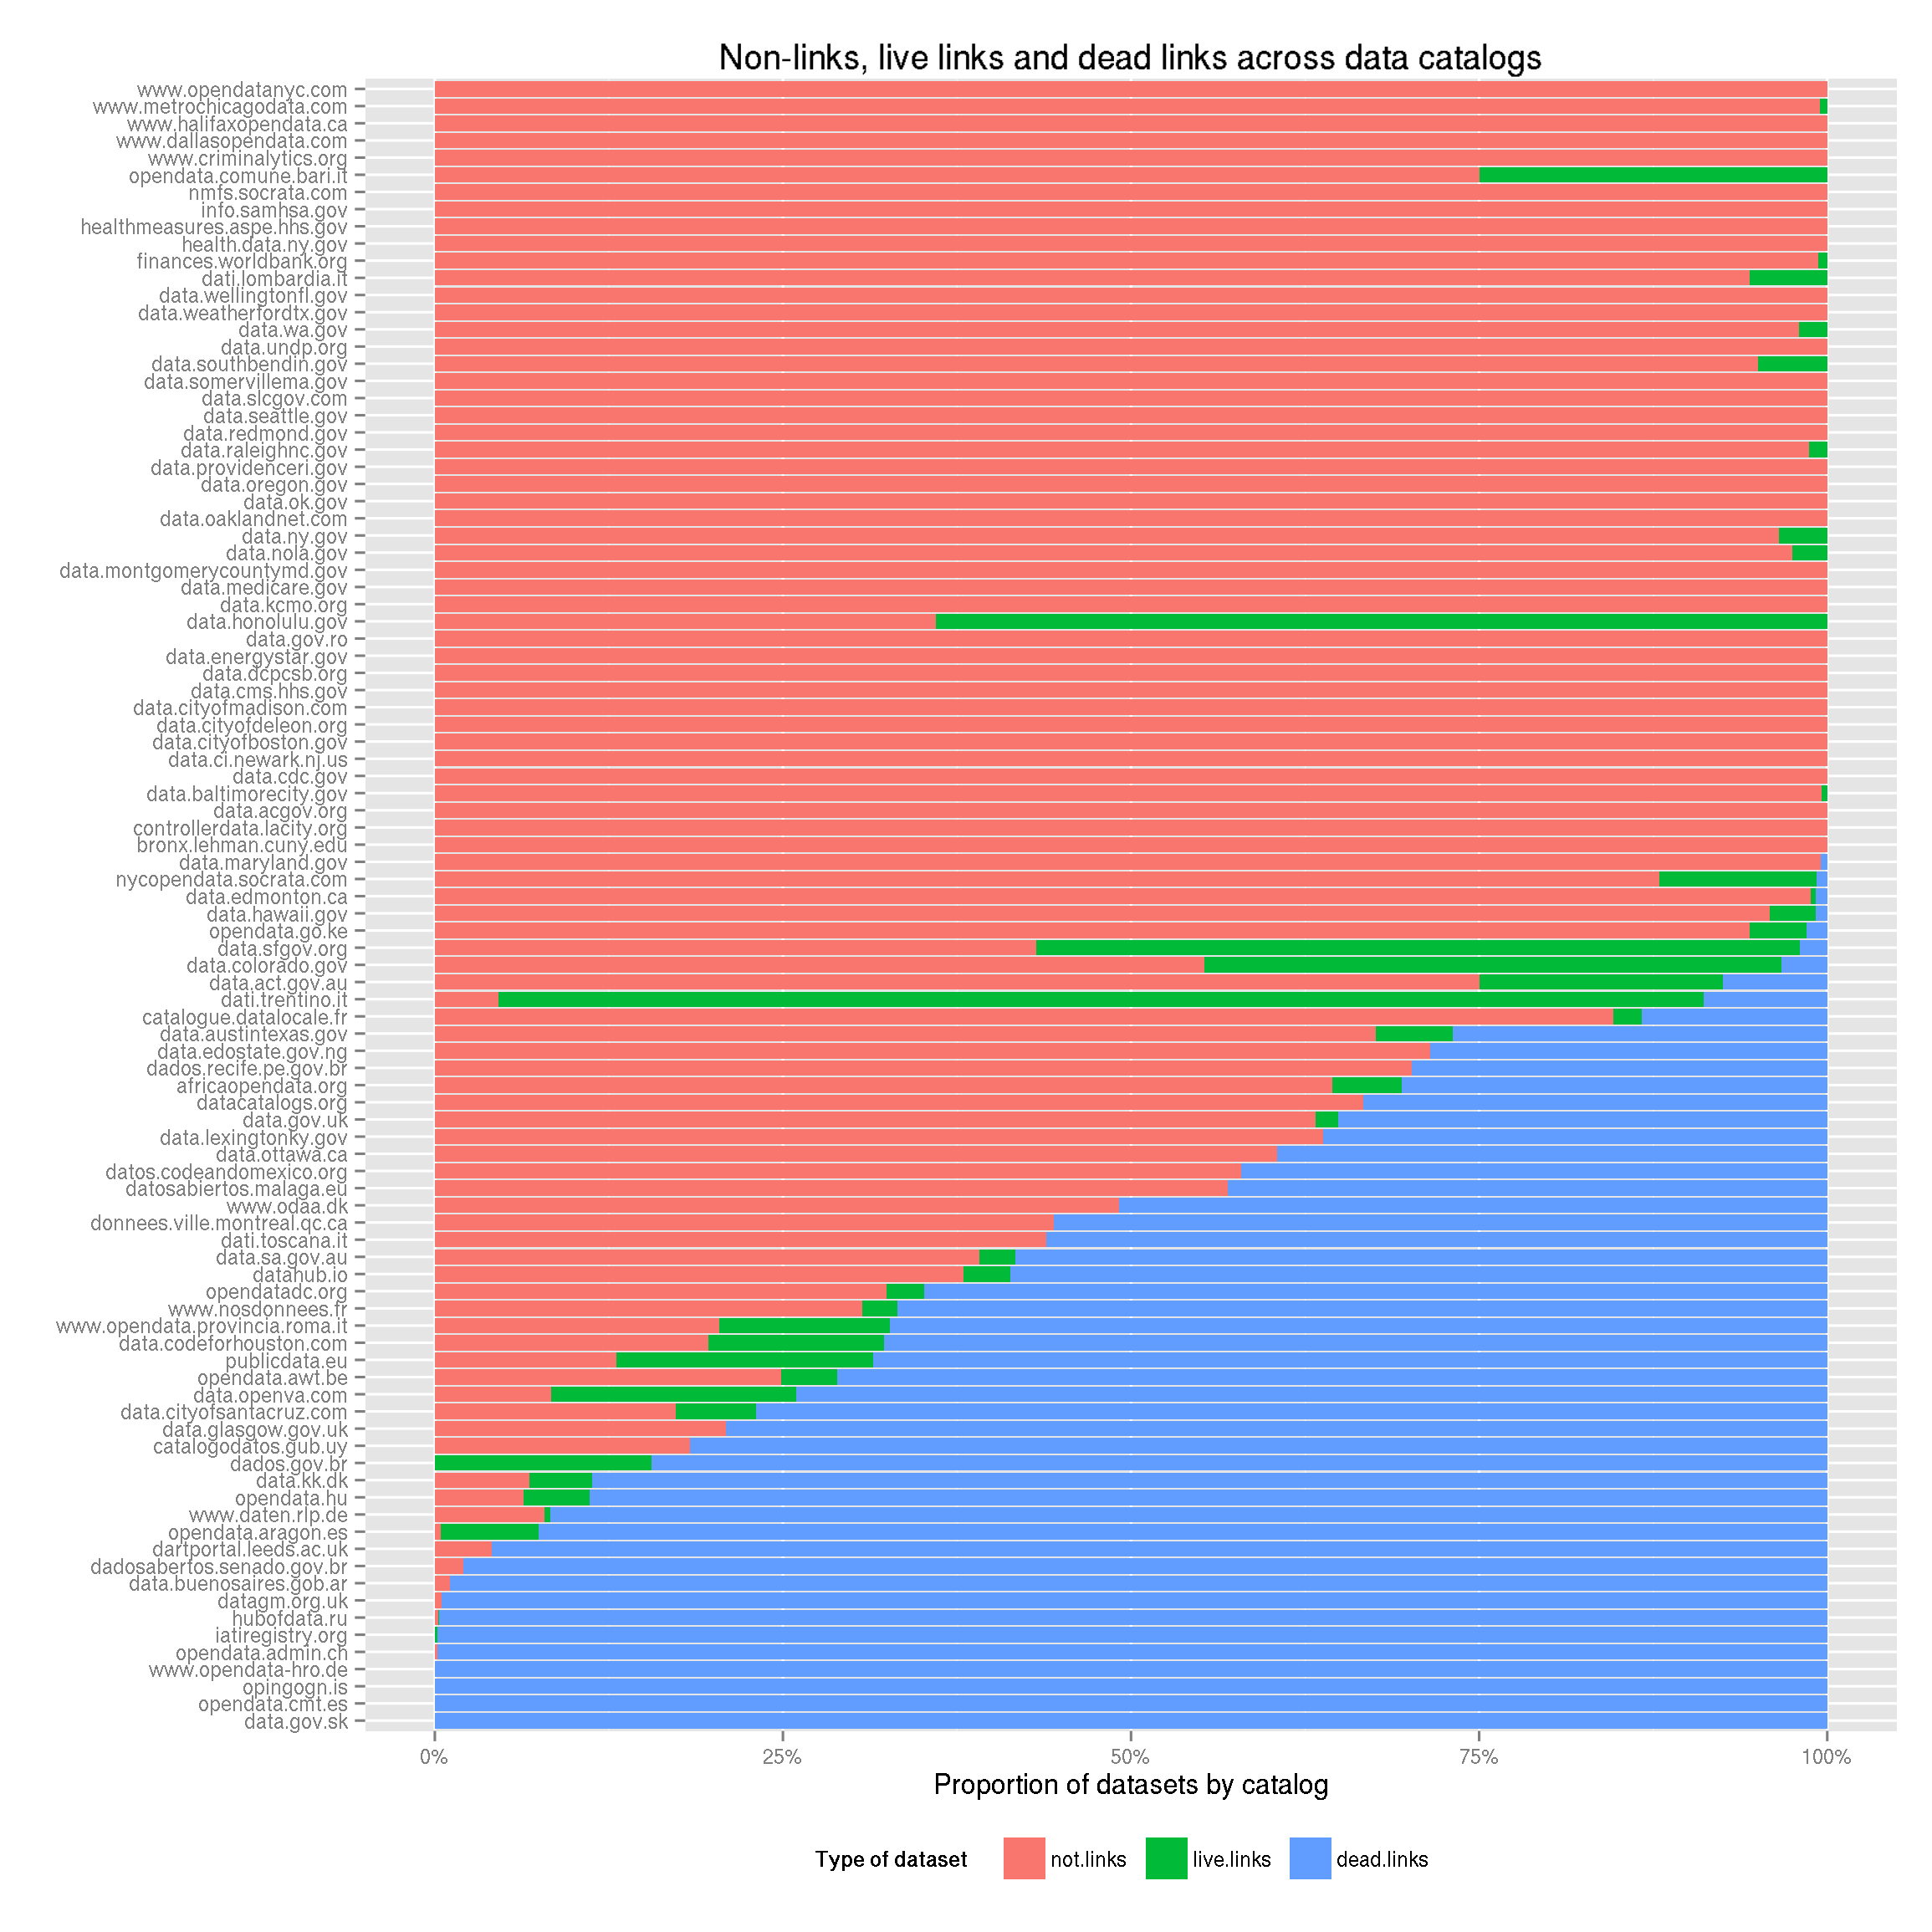 Non-links, live links and dead links across data catalogs
www.opendatanyc.com
www.metrochicagodata.com
www.halifaxopendata.ca
www.dallasopendata.com
www.criminalytics.org
opendata.comune.bari.it
nmfs.socrata.com
info.samhsa.gov
healthmeasures.aspe.hhs.gov
health.data.ny.gov
finances.worldbank.org
dati.lombardia.it
data.wellingtonfl.gov
data.weatherfordtx.gov
data.wa.gov
data.undp.org
data.southbendin.gov
data.somervillema.gov
data.slcgov.com
data.seattle.gov
data.redmond.gov
data.raleighnc.gov
data.providenceri.gov
data.oregon.gov
data.ok.gov
data.oaklandnet.com
data.ny.gov
data.nola.gov
data.montgomerycountymd.gov
data.medicare.gov
data.kcmo.org
data.honolulu.gov
data.gov.ro
data.energystar.gov
data.dcpcsb.org
data.cms.hhs.gov
data.cityofmadison.com
data.cityofdeleon.org
data.cityofboston.gov
data.ci.newark.nj.us
data.cdc.gov
data.baltimorecity.gov
data.acgov.org
controllerdata.lacity.org
bronx.lehman.cuny.edu
data.maryland.gov
nycopendata.socrata.com
data.edmonton.ca
data.hawaii.gov
opendata.go.ke
data.sfgov.org
data.colorado.gov
data.act.gov.au
dati.trentino.it
catalogue.datalocale.fr
data.austintexas.gov
data.edostate.gov.ng
dados.recife.pe.gov.br
africaopendata.org
datacatalogs.org
data.gov.uk
data.lexingtonky.gov
data.ottawa.ca
datos.codeandomexico.org
datosabiertos.malaga.eu
www.odaa.dk
donnees.ville.montreal.qc.ca
dati.toscana.it
data.sa.gov.au
datahub.io
opendatadc.org
www.nosdonnees.fr
www.opendata.provincia.roma.it
data.codeforhouston.com
publicdata.eu
opendata.awt.be
data.openva.com
data.cityofsantacruz.com
data.glasgow.gov.uk
catalogodatos.gub.uy
dados.gov.br
data.kk.dk
opendata.hu
www.daten.rlp.de
opendata.aragon.es
dartportal.leeds.ac.uk
dadosabertos.senado.gov.br
data.buenosaires.gob.ar
datagm.org.uk
hubofdata.ru
iatiregistry.org
opendata.admin.ch
www.opendata-hro.de
opingogn.is
opendata.cmt.es
data.gov.sk
0% 25% 50% 75% 100%
Proportion of datasets by catalog
Type of dataset not.links live.links dead.links